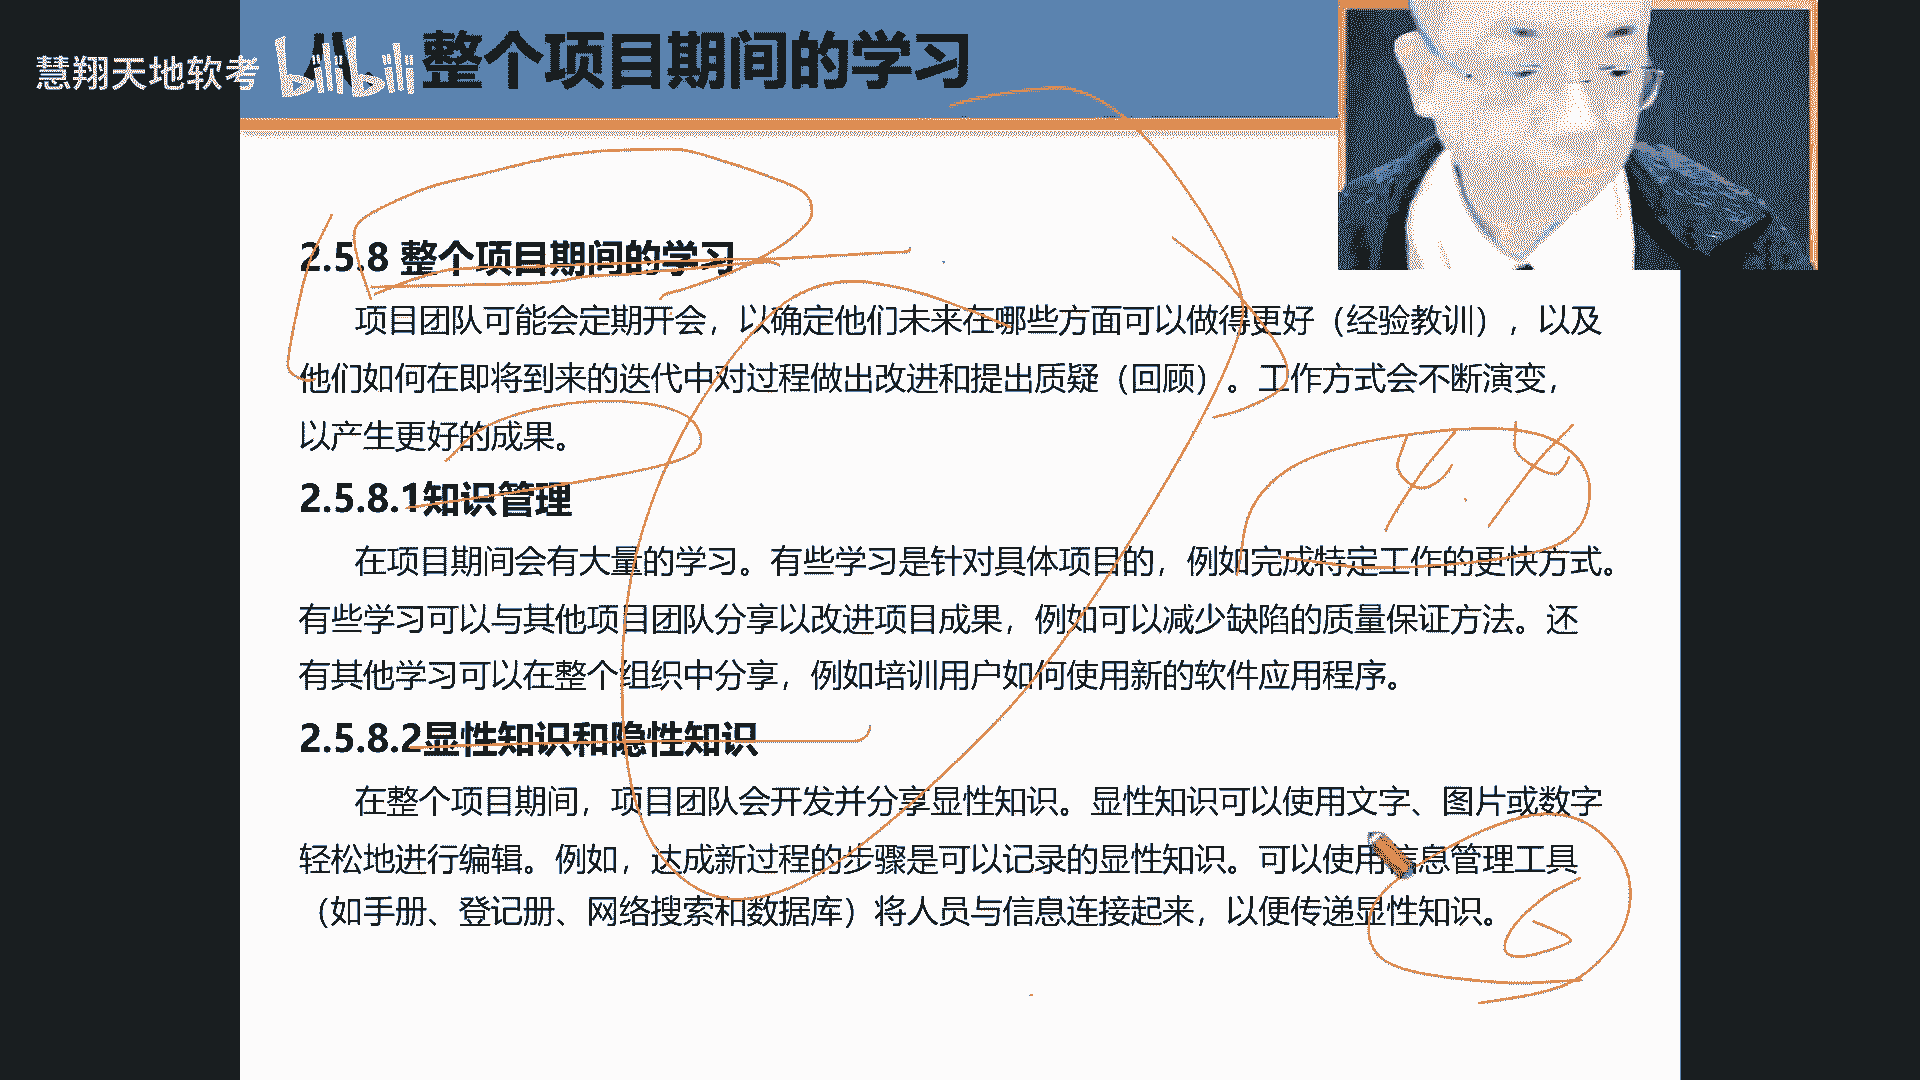 慧翔天地软考 bilibili
八、整个项目期间的学习
2.5.8 整个项目期间的学习
项目团队可能会定期开会，以确定他们未来在哪些方面可以做得更好（经验教训），以及
他们如何在即将到来的迭代中对过程做出改进和提出质疑（回顾）。工作方式会不断演变，
以产生更好的成果。
4 4
2.5.8.1知识管理
在项目期间会有大量的学习。有些学习是针对具体项目的，例如完成特定工作的更快方式。
有些学习可以与其他项目团队分享以改进项目成果，例如可以减少缺陷的质量保证方法。还
有其他学习可以在整个组织中分享，例如培训用户如何使用新的软件应用程序。
2.5.8.2显性知识和隐性知识
在整个项目期间，项目团队会开发并分享显性知识。显性知识可以使用文字、图片或数字
轻松地进行编辑。例如，达成新过程的步骤是可以记录的显性知识。可以使用信息管理工具
（如手册、登记册、网络搜索和数据库）将人员与信息连接起来，以便传递显性知识。
6